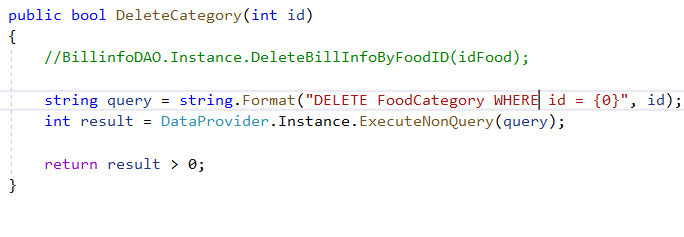 public bool DeleteCategory(int id)
{
//BillinfoDAO.Instance.DeleteBillInfoByFoodID(idFood);
string query = string.Format("DELETE FoodCategory WHERE id = {0}", id);
int result = DataProvider.Instance.ExecuteNonQuery(query);
return result > 0;
}